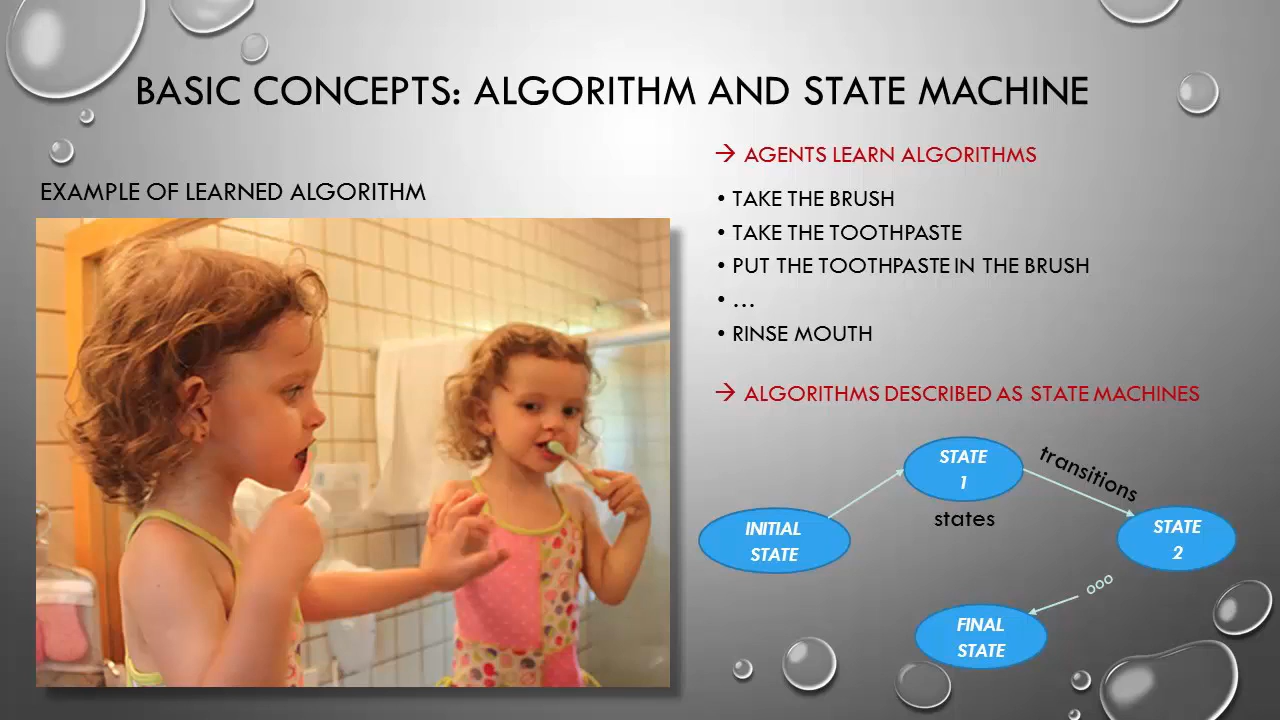 BASIC CONCEPTS: ALGORITHM AND STATE MACHINE
EXAMPLE OF LEARNED ALGORITHM
→ AGENTS LEARN ALGORITHMS
• TAKE THE BRUSH
• TAKE THE TOOTHPASTE
• PUT THE TOOTHPASTE IN THE BRUSH
• …
• RINSE MOUTH
→ ALGORITHMS DESCRIBED AS STATE MACHINES
INITIAL
STATE
STATE
1
states
transitions
STATE
2
ooo
FINAL
STATE